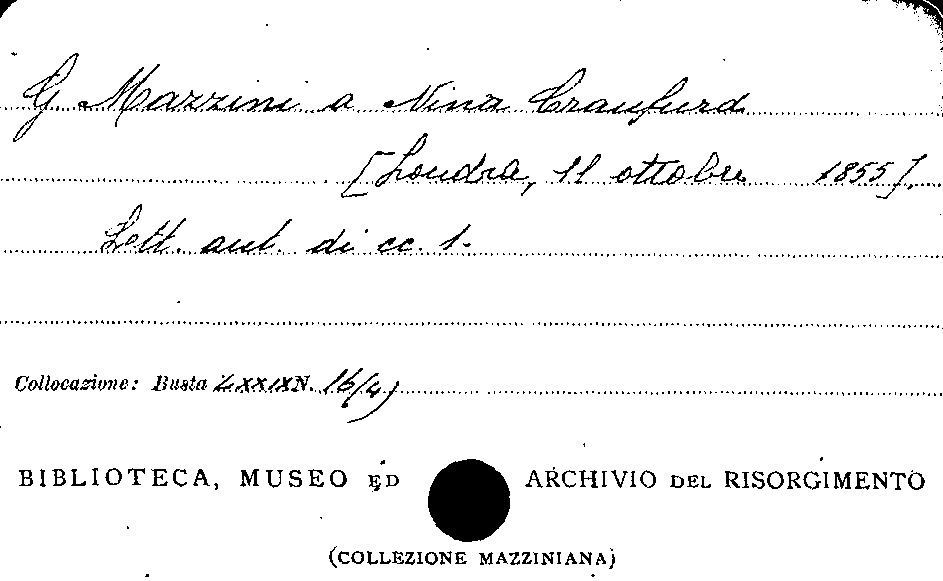 G. Mazzini a Nina Craufurd
[Londra, 11 ottobre 1855].
Lett. aut. di cc. 1.
Collocazione: Busta LXXIX N. 16/4)
BIBLIOTECA, MUSEO ED ARCHIVIO DEL RISORGIMENTO
(COLLEZIONE MAZZINIANA)